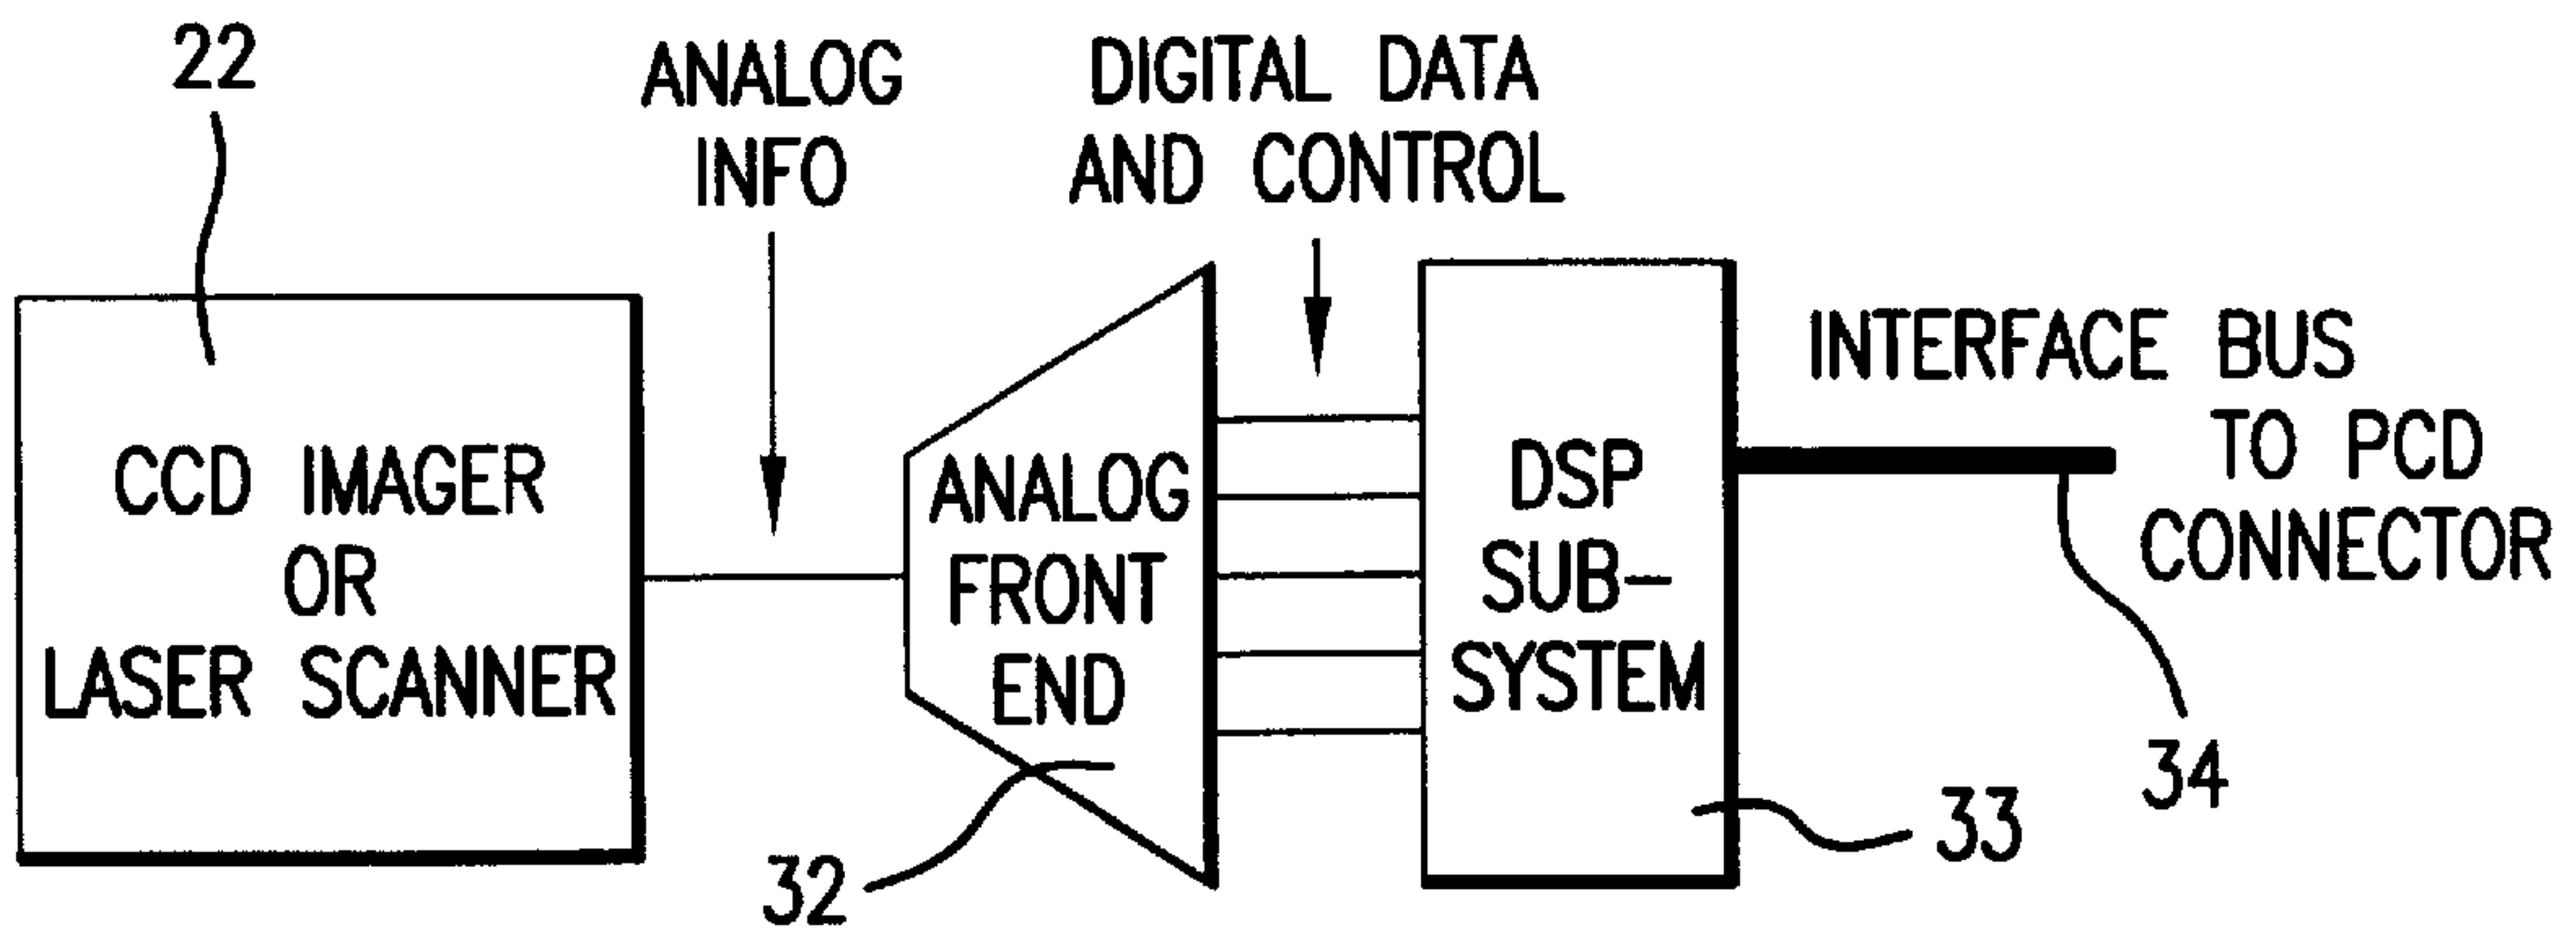 22
ANALOG
INFO
DIGITAL DATA
AND CONTROL
CCD IMAGER
OR
LASER SCANNER
ANALOG
FRONT
END
DSP
SUB-
SYSTEM
INTERFACE BUS
TO PCD
CONNECTOR
32
33
34